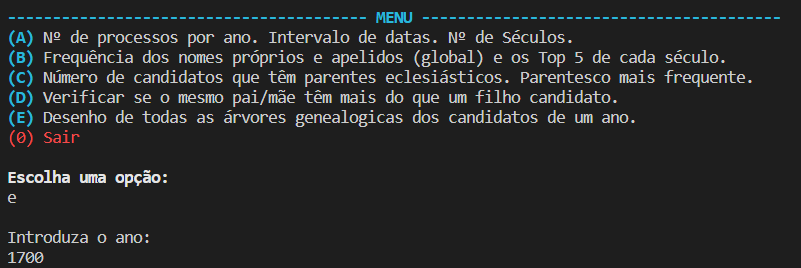 ---------------------------------------- MENU ----------------------------------------
(A) Nº de processos por ano. Intervalo de datas. Nº de Séculos.
(B) Frequência dos nomes próprios e apelidos (global) e os Top 5 de cada século.
(C) Número de candidatos que têm parentes eclesiásticos. Parentesco mais frequente.
(D) Verificar se o mesmo pai/mãe têm mais do que um filho candidato.
(E) Desenho de todas as árvores genealogicas dos candidatos de um ano.
(0) Sair
Escolha uma opção:
e
Introduza o ano:
1700